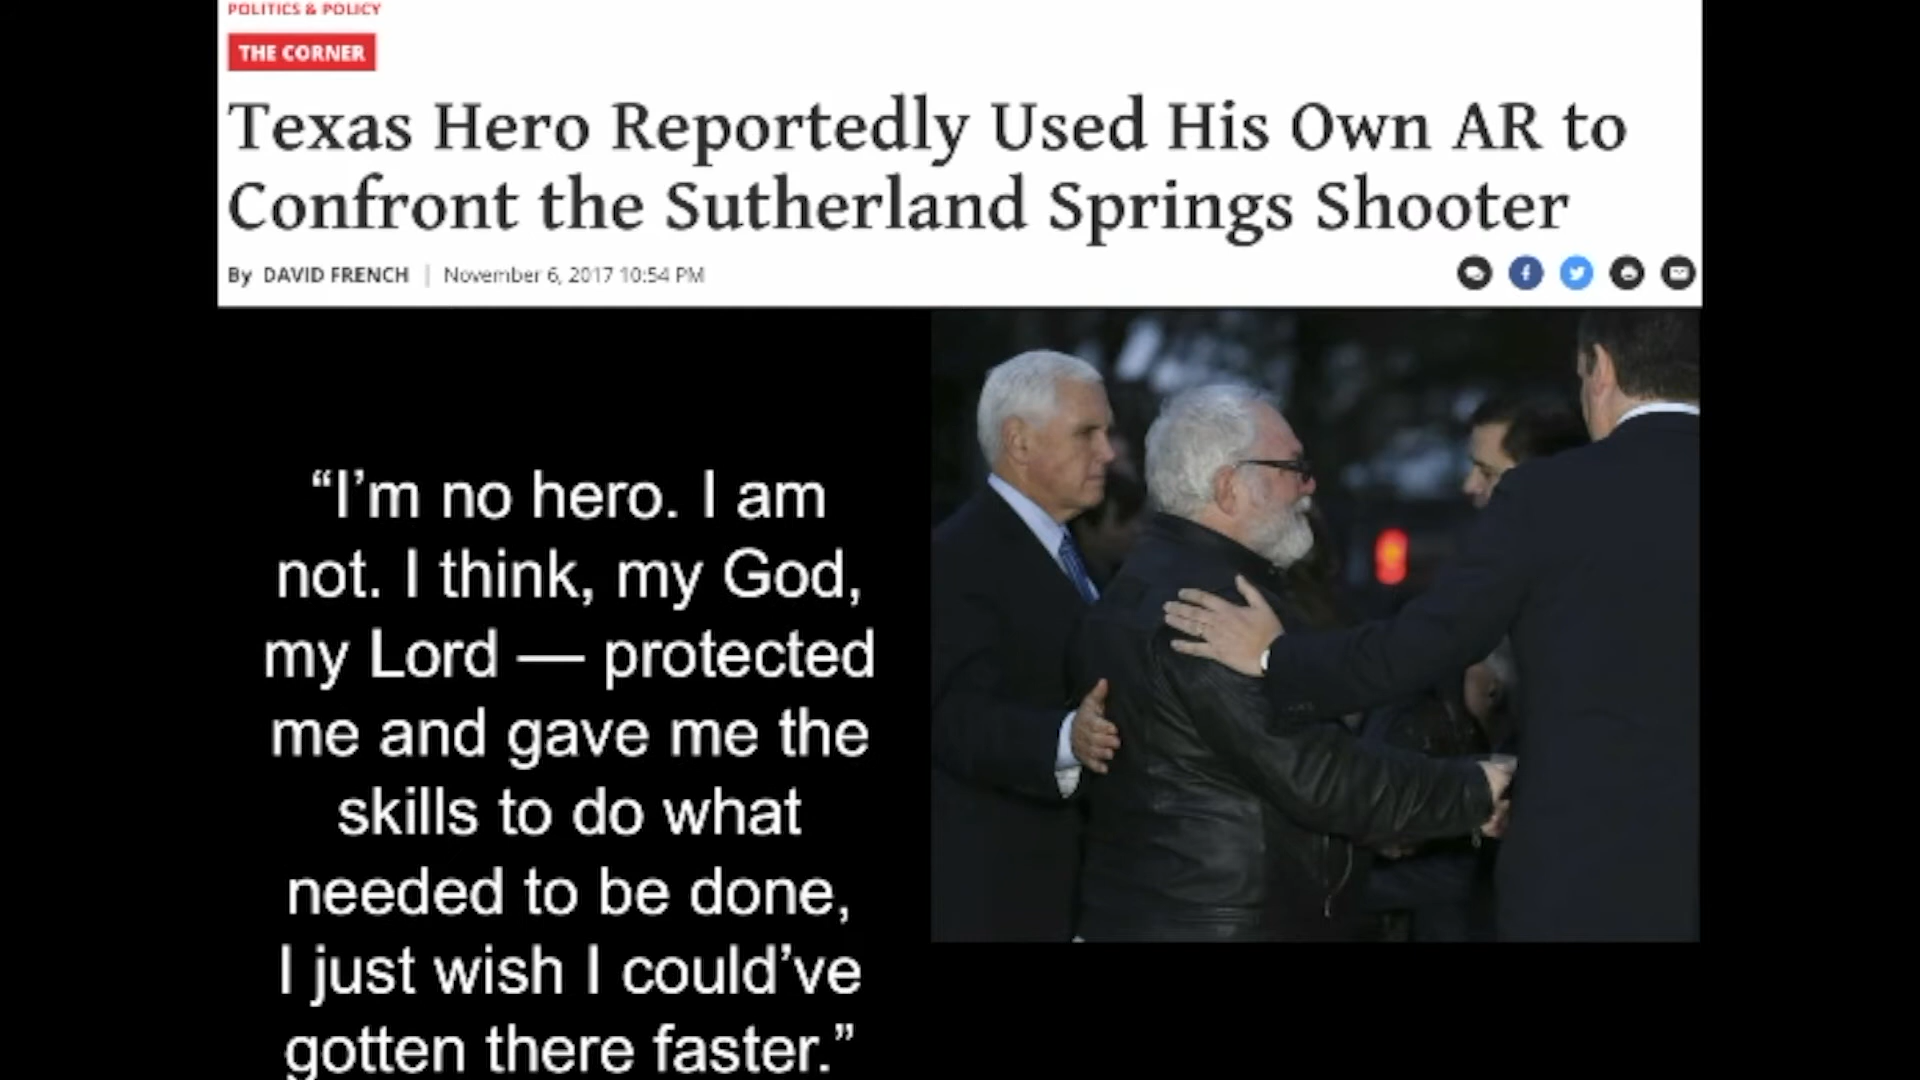 POLITICS & POLICY
THE CORNER
Texas Hero Reportedly Used His Own AR to
Confront the Sutherland Springs Shooter
By DAVID FRENCH | November 6, 2017 10:54 PM
“I’m no hero. I am
not. I think, my God,
my Lord — protected
me and gave me the
skills to do what
needed to be done,
I just wish I could’ve
gotten there faster.”